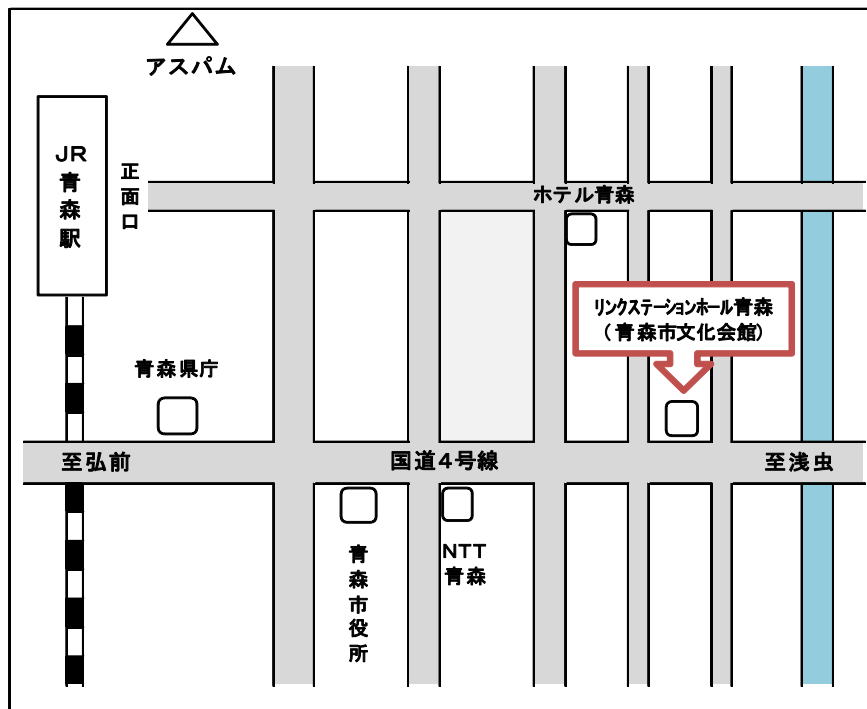 アスパム
JR青森駅
正面口
ホテル青森
リンクステーションホール青森
(青森市文化会館)
青森県庁
至弘前
国道4号線
至浅虫
青森市役所
NTT
青森